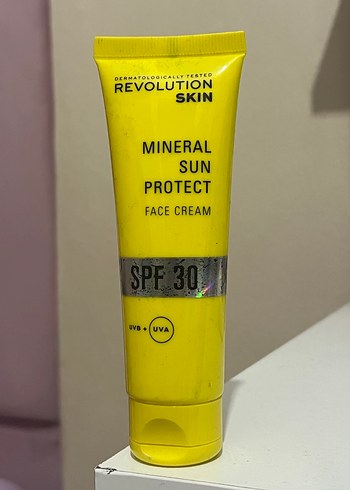 DERMATOLOGICALLY TESTED
REVOLUTION
SKIN
MINERAL
SUN
PROTECT
FACE CREAM
SPF 30
UVB + UVA